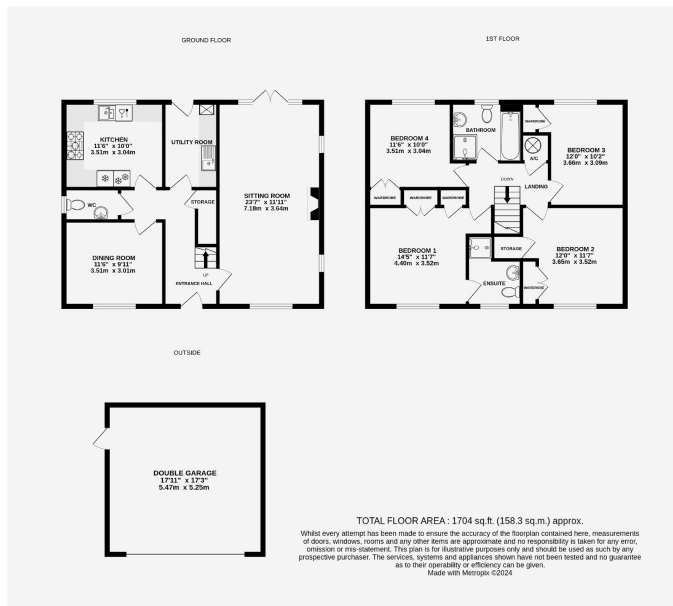 GROUND FLOOR
1ST FLOOR
KITCHEN
11'6" x 10'0"
3.51m x 3.04m
UTILITY ROOM
SITTING ROOM
23'7" x 11'11"
7.18m x 3.64m
STORAGE
WC
DINING ROOM
11'6" x 9'11"
3.51m x 3.01m
UP
ENTRANCE HALL
BEDROOM 4
11'6" x 10'0"
3.51m x 3.04m
BATHROOM
WARDROBE
BEDROOM 3
12'0" x 10'2"
3.66m x 3.09m
A/C
DOWN
LANDING
WARDROBE
WARDROBE
WARDROBE
BEDROOM 1
14'5" x 11'7"
4.40m x 3.52m
STORAGE
BEDROOM 2
12'0" x 11'7"
3.65m x 3.52m
ENSUITE
WARDROBE
OUTSIDE
DOUBLE GARAGE
17'11" x 17'3"
5.47m x 5.25m
TOTAL FLOOR AREA : 1704 sq.ft. (158.3 sq.m.) approx.
Whilst every attempt has been made to ensure the accuracy of the floorplan contained here, measurements
of doors, windows, rooms and any other items are approximate and no responsibility is taken for any error,
omission or mis-statement. This plan is for illustrative purposes only and should be used as such by any
prospective purchaser. The services, systems and appliances shown have not been tested and no guarantee
as to their operability or efficiency can be given.
Made with Metropix ©2024